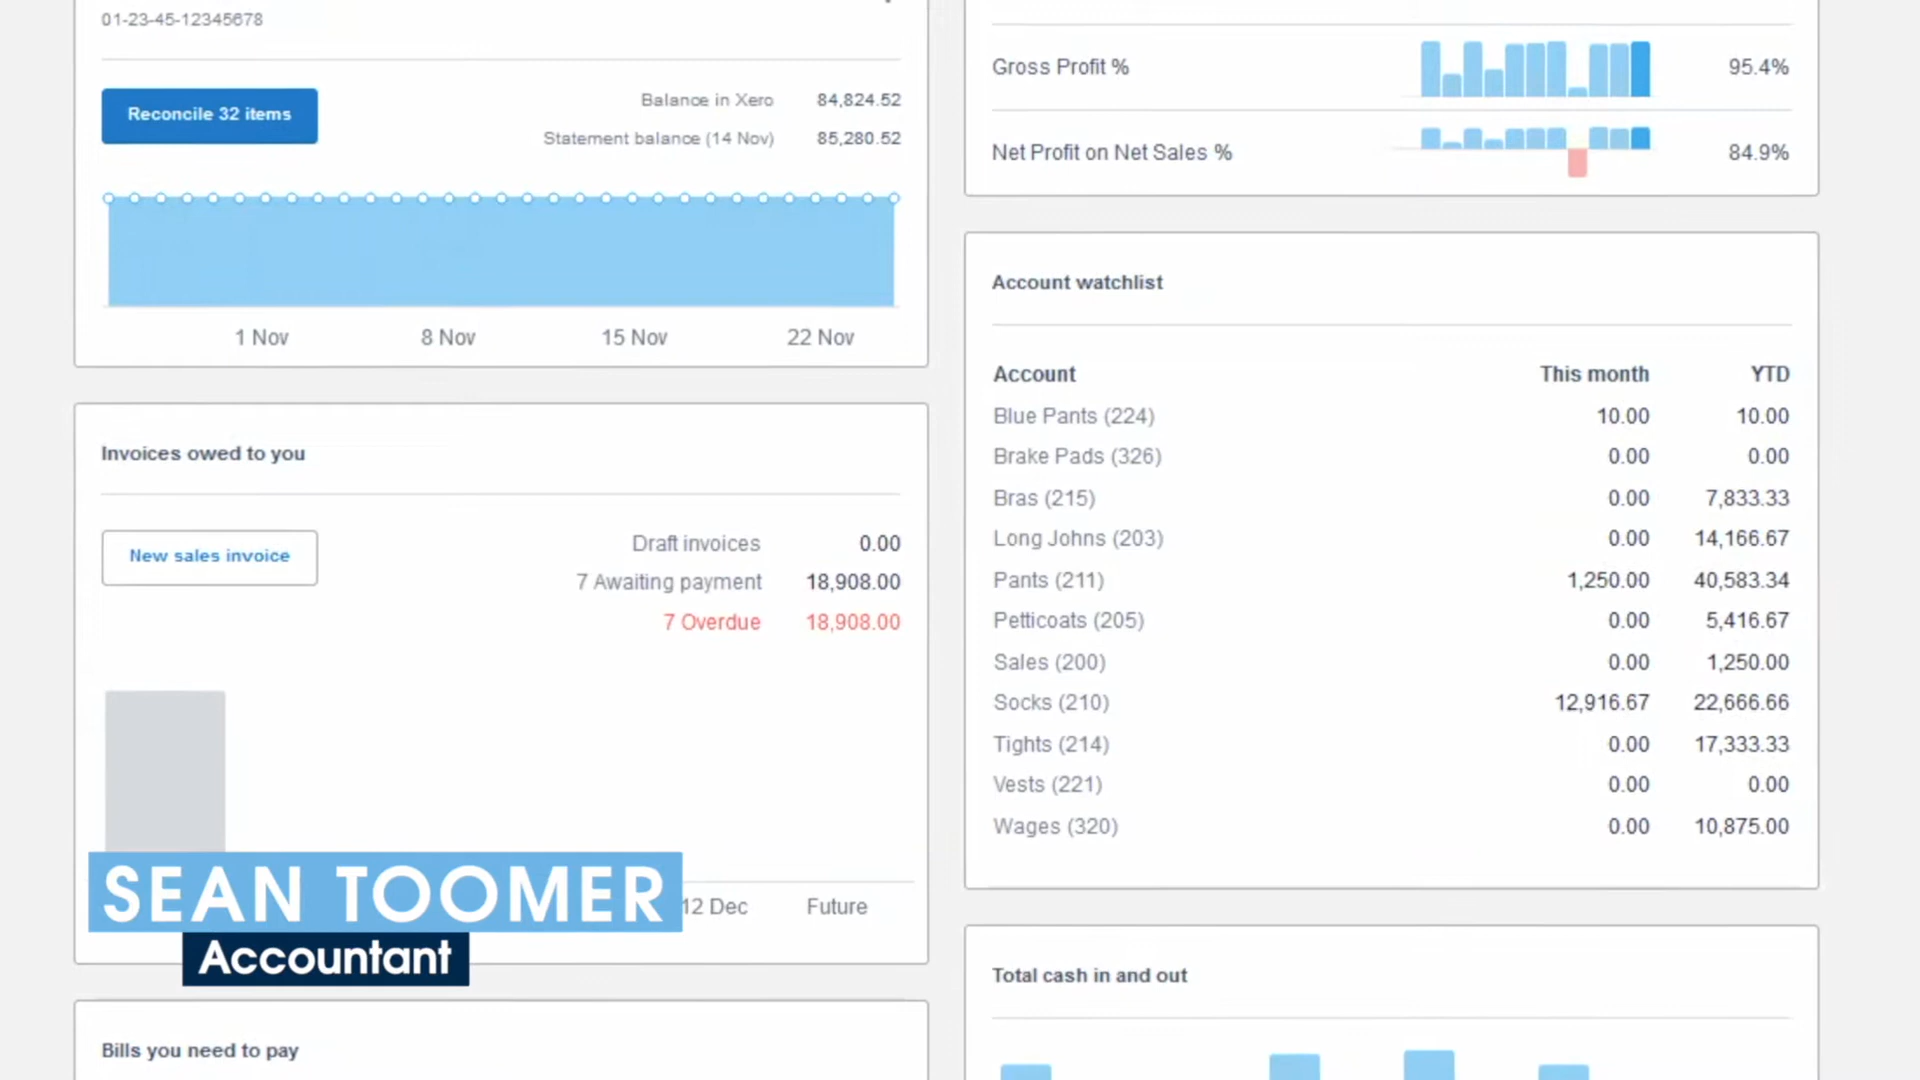 01-23-45-12345678
Reconcile 32 items
Balance in Xero 84,824.52
Statement balance (14 Nov) 85,280.52
1 Nov 8 Nov 15 Nov 22 Nov
Invoices owed to you
New sales invoice
Draft invoices 0.00
7 Awaiting payment 18,908.00
7 Overdue 18,908.00
12 Dec Future
SEAN TOOMER
Accountant
Bills you need to pay
Gross Profit % 95.4%
Net Profit on Net Sales % 84.9%
Account watchlist
Account This month YTD
Blue Pants (224) 10.00 10.00
Brake Pads (326) 0.00 0.00
Bras (215) 0.00 7,833.33
Long Johns (203) 0.00 14,166.67
Pants (211) 1,250.00 40,583.34
Petticoats (205) 0.00 5,416.67
Sales (200) 0.00 1,250.00
Socks (210) 12,916.67 22,666.66
Tights (214) 0.00 17,333.33
Vests (221) 0.00 0.00
Wages (320) 0.00 10,875.00
Total cash in and out